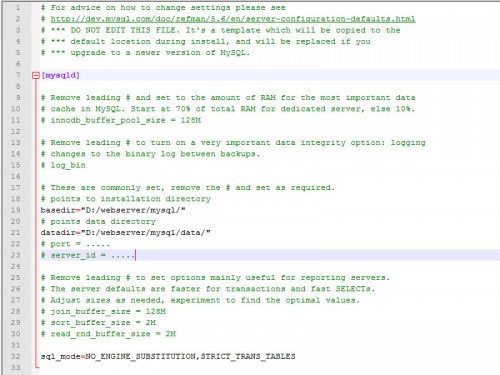 1 # For advice on how to change settings please see
2 # http://dev.mysql.com/doc/refman/5.6/en/server-configuration-defaults.html
3 # *** DO NOT EDIT THIS FILE. It's a template which will be copied to the
4 # *** default location during install, and will be replaced if you
5 # *** upgrade to a newer version of MySQL.
6
7 [mysqld]
8
9 # Remove leading # and set to the amount of RAM for the most important data
10 # cache in MySQL. Start at 70% of total RAM for dedicated server, else 10%.
11 # innodb_buffer_pool_size = 128M
12
13 # Remove leading # to turn on a very important data integrity option: logging
14 # changes to the binary log between backups.
15 # log_bin
16
17 # These are commonly set, remove the # and set as required.
18 # points to installation directory
19 basedir="D:/webserver/mysql/"
20 # points data directory
21 datadir="D:/webserver/mysql/data/"
22 # port = .....
23 # server_id = .....
24
25 # Remove leading # to set options mainly useful for reporting servers.
26 # The server defaults are faster for transactions and fast SELECTs.
27 # Adjust sizes as needed, experiment to find the optimal values.
28 # join_buffer_size = 128M
29 # sort_buffer_size = 2M
30 # read_rnd_buffer_size = 2M
31
32 sql_mode=NO_ENGINE_SUBSTITUTION,STRICT_TRANS_TABLES
33